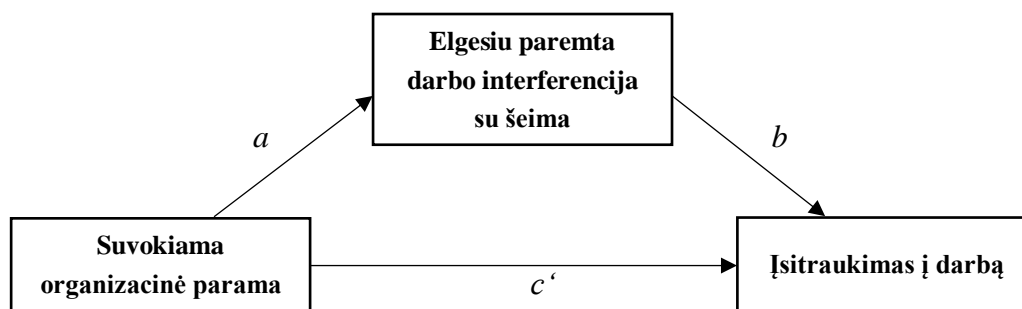 Elgesiu paremta
darbo interferencija
su šeima
a
b
Suvokiama
organizacinė parama
c‘
Įsitraukimas į darbą